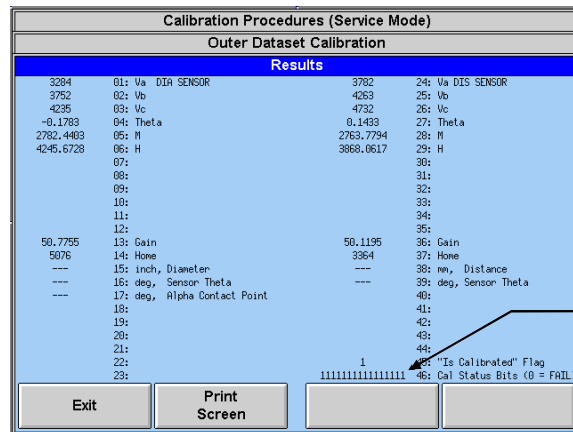 Calibration Procedures (Service Mode)
Outer Dataset Calibration
Results
3284 01: Va DIA SENSOR 3782 24: Va DIS SENSOR
3752 02: Vb 4263 25: Vb
4235 03: Vc 4732 26: Vc
-0.1783 04: Theta 0.1433 27: Theta
2782.4403 05: M 2763.7794 28: M
4245.6728 06: H 3868.0617 29: H
07: 30:
08: 31:
09: 32:
10: 33:
11: 34:
12: 35:
50.7755 13: Gain 50.1195 36: Gain
5076 14: Home 3364 37: Home
--- 15: inch, Diameter --- 38: mm, Distance
--- 16: deg, Sensor Theta --- 39: deg, Sensor Theta
--- 17: deg, Alpha Contact Point 40:
18: 41:
19: 42:
20: 43:
21: 44:
22: 1 45: "Is Calibrated" Flag
23: 1111111111111111 46: Cal Status Bits (0 = FAIL
Exit
Print
Screen